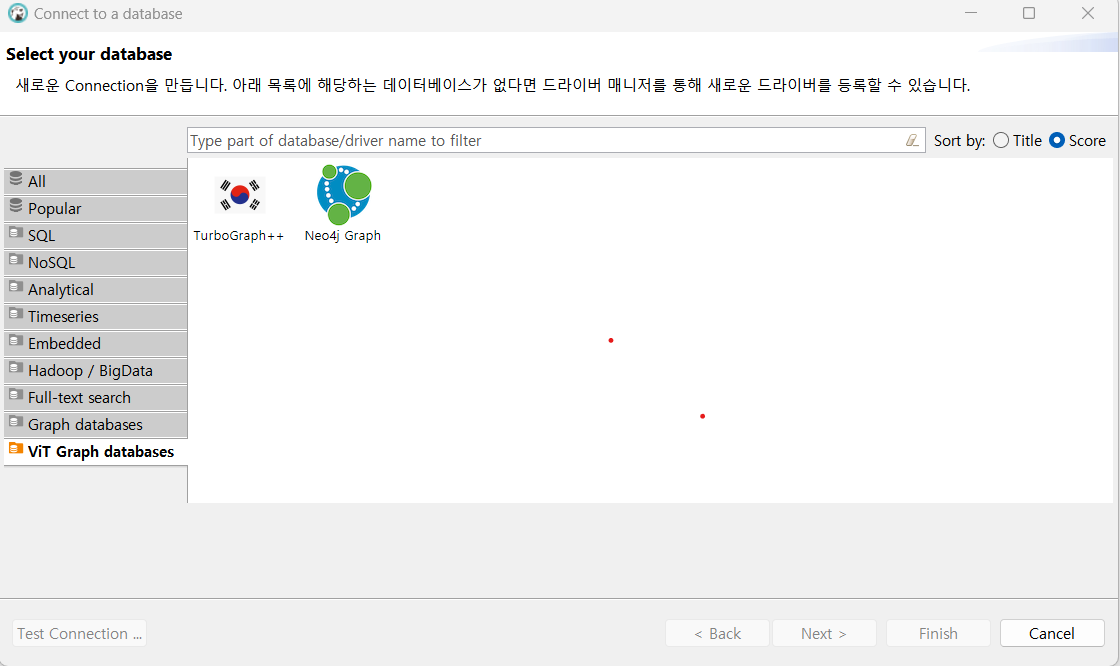 Connect to a database
Select your database
새로운 Connection을 만듭니다. 아래 목록에 해당하는 데이터베이스가 없다면 드라이버 매니저를 통해 새로운 드라이버를 등록할 수 있습니다.
Type part of database/driver name to filter
Sort by: Title Score
All
Popular
SQL
NoSQL
Analytical
Timeseries
Embedded
Hadoop / BigData
Full-text search
Graph databases
ViT Graph databases
TurboGraph++
Neo4j Graph
Test Connection ...
< Back
Next >
Finish
Cancel